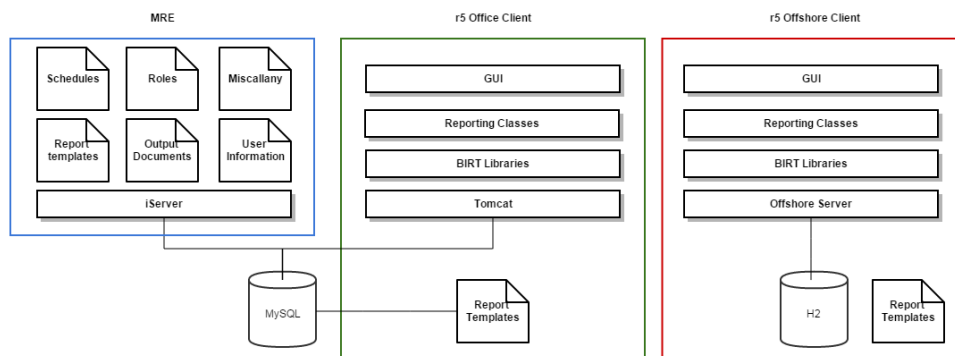 MRE
r5 Office Client
r5 Offshore Client
Schedules
Roles
Miscallany
Report
templates
Output
Documents
User
Information
iServer
GUI
Reporting Classes
BIRT Libraries
Tomcat
GUI
Reporting Classes
BIRT Libraries
Offshore Server
MySQL
Report
Templates
H2
Report
Templates